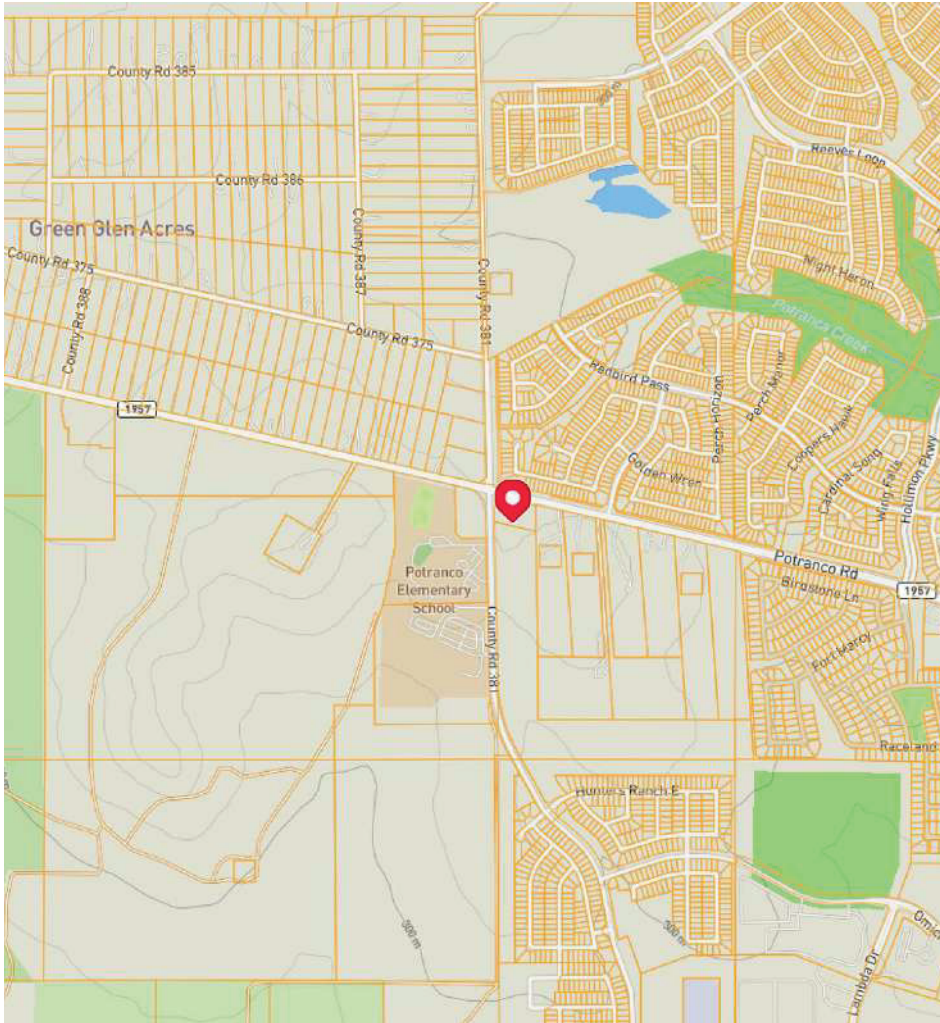 County Rd 385
Reeves Loop
County Rd 386
Green Glen Acres
County Rd 387
Night Heron
County Rd 375
County Rd 381
Potranca Creek
County Rd 388
County Rd 375
Redbird Pass
Perch Manor
Perch Horizon
1957
Coopers Hawk
Golden Wren
Cardinal Song
Wing Falls
Hollimon Pkwy
Potranco
Elementary
School
Potranco Rd
1957
Birdstone Ln
County Rd 381
Fort Marcy
Raceland
Hunters Ranch E
300 m
300 m
Lambda Dr